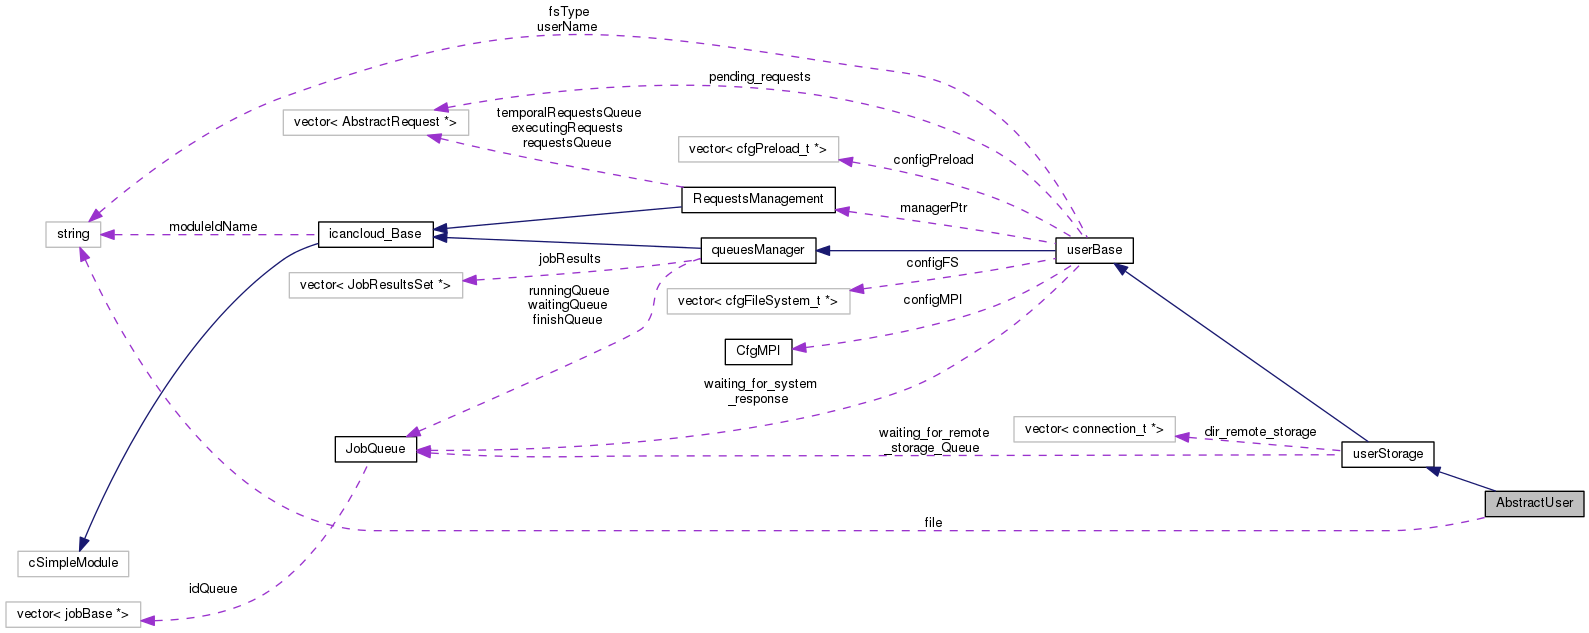 fsType
userName
pending_requests
vector< AbstractRequest *>
temporalRequestsQueue
executingRequests
requestsQueue
vector< cfgPreload_t *>
configPreload
RequestsManagement
managerPtr
string
moduleIdName
icancloud_Base
queuesManager
userBase
jobResults
configFS
vector< JobResultsSet *>
runningQueue
waitingQueue
finishQueue
vector< cfgFileSystem_t *>
configMPI
CfgMPI
waiting_for_system
_response
vector< connection_t *>
dir_remote_storage
waiting_for_remote
_storage_Queue
JobQueue
userStorage
AbstractUser
file
cSimpleModule
idQueue
vector< jobBase *>